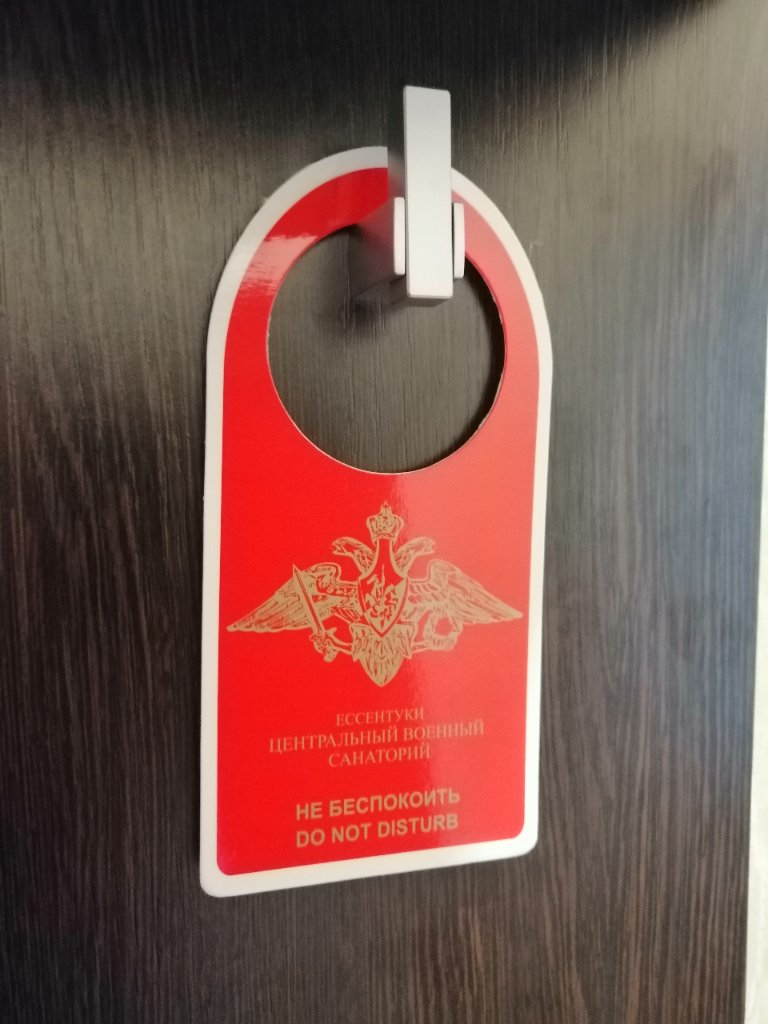 ЕССЕНТУКИ
ЦЕНТРАЛЬНЫЙ ВОЕННЫЙ
САНАТОРИЙ
НЕ БЕСПОКОИТЬ
DO NOT DISTURB